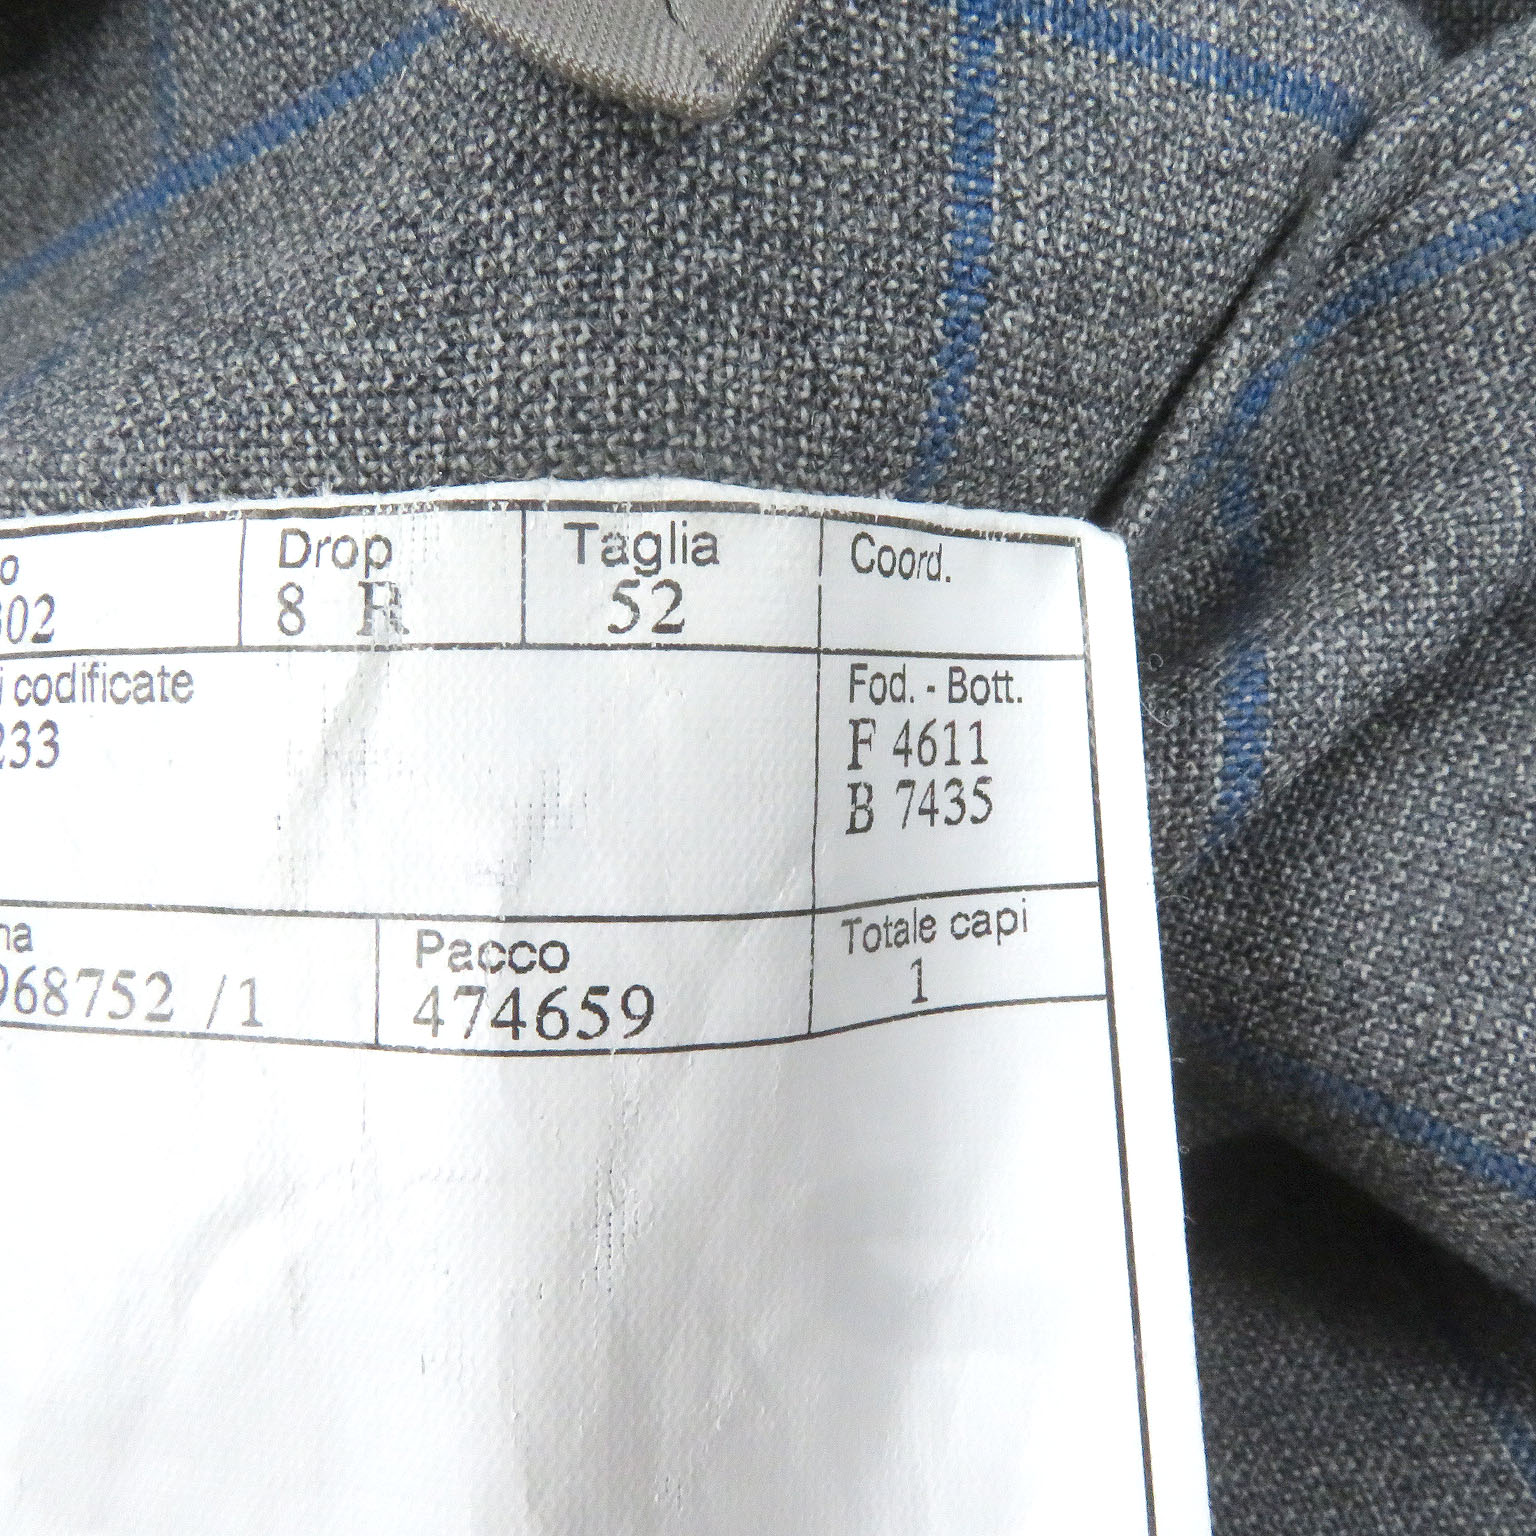 Drop Taglia Coord.
302 8 R 52
i codificate Fod. - Bott.
233 F 4611
B 7435
na Pacco Totale capi
968752 /1 474659 1